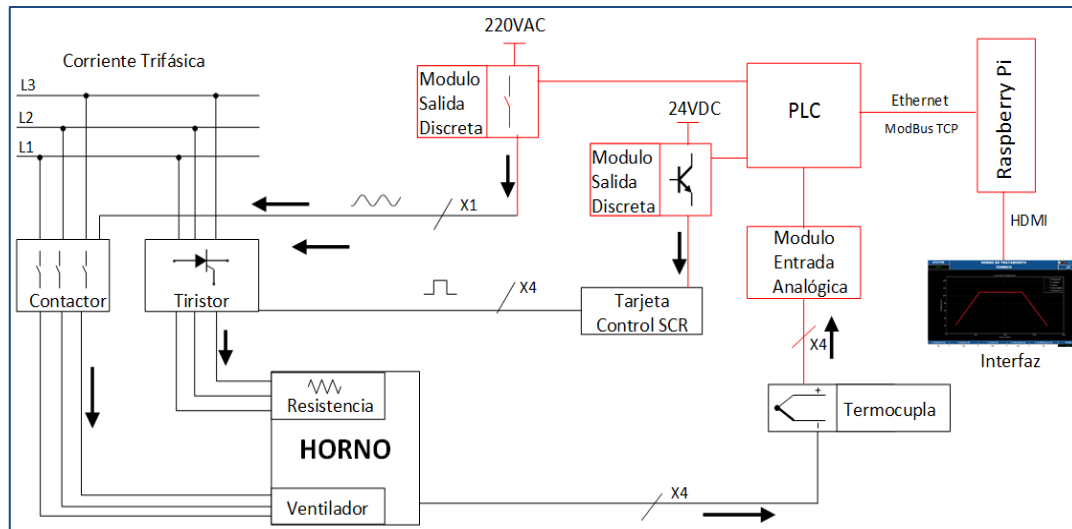 220VAC
Corriente Trifásica
L3
L2
L1
Modulo
Salida
Discreta
24VDC
Modulo
Salida
Discreta
PLC
Ethernet
ModBus TCP
Raspberry Pi
HDMI
X1
X4
Contactor
Tiristor
Tarjeta
Control SCR
Modulo
Entrada
Analógica
X4
Interfaz
+
Termocupla
Resistencia
HORNO
Ventilador
X4